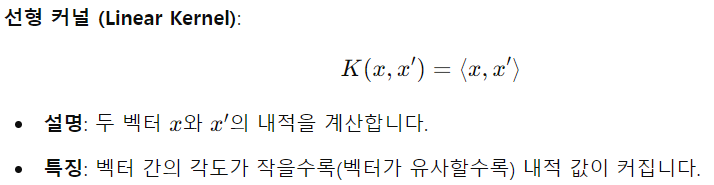 선형 커널 (Linear Kernel):
K(x, x′) = ⟨x, x′⟩
• 설명: 두 벡터 x와 x′의 내적을 계산합니다.
• 특징: 벡터 간의 각도가 작을수록(벡터가 유사할수록) 내적 값이 커집니다.